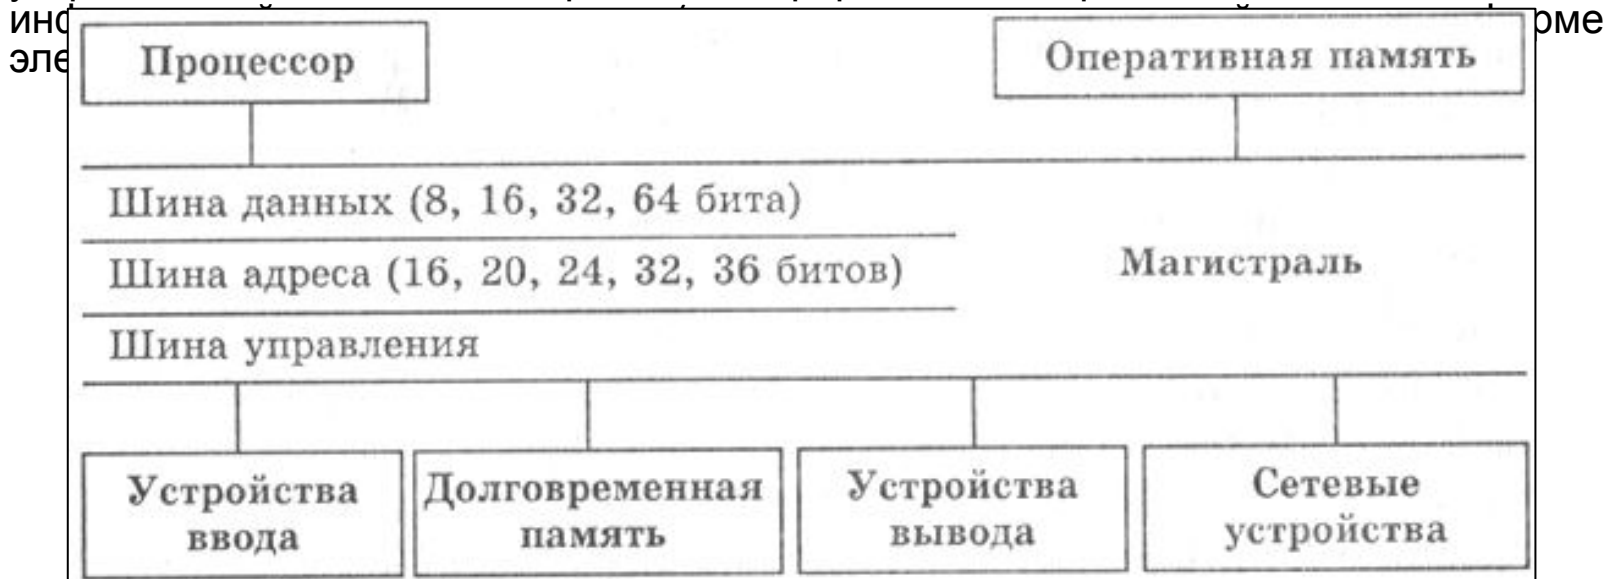 рме
Процессор
Оперативная память
Шина данных (8, 16, 32, 64 бита)
Шина адреса (16, 20, 24, 32, 36 битов)
Магистраль
Шина управления
Устройства
ввода
Долговременная
память
Устройства
вывода
Сетевые
устройства